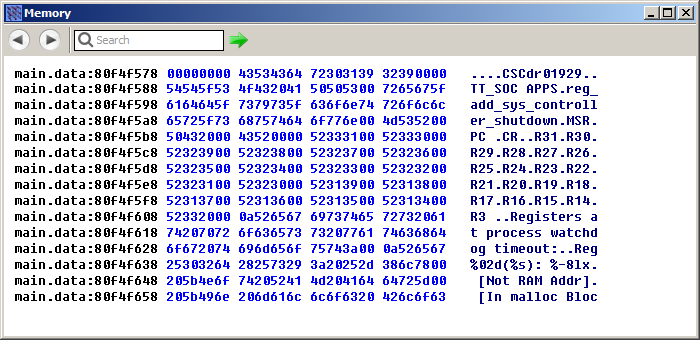 Memory
Search
main.data:80f4f578 00000000 43534364 72303139 32390000 ....CSCdr01929..
main.data:80f4f588 54545f53 4f432041 50505300 7265675f TT_SOC APPS.reg_
main.data:80f4f598 6164645f 7379735f 636f6e74 726f6c6c add_sys_controll
main.data:80f4f5a8 65725f73 68757464 6f776e00 4d535200 er_shutdown.MSR.
main.data:80f4f5b8 50432000 43520000 52333100 52333000 PC .CR..R31.R30.
main.data:80f4f5c8 52323900 52323800 52323700 52323600 R29.R28.R27.R26.
main.data:80f4f5d8 52323500 52323400 52323300 52323200 R25.R24.R23.R22.
main.data:80f4f5e8 52323100 52323000 52313900 52313800 R21.R20.R19.R18.
main.data:80f4f5f8 52313700 52313600 52313500 52313400 R17.R16.R15.R14.
main.data:80f4f608 52332000 0a526567 69737465 72732061 R3 ..Registers a
main.data:80f4f618 74207072 6f636573 73207761 74636864 t process watchd
main.data:80f4f628 6f672074 696d656f 75743a00 0a526567 og timeout:..Reg
main.data:80f4f638 25303264 28257329 3a20252d 386c7800 %02d(%s): %-8lx.
main.data:80f4f648 205b4e6f 74205241 4d204164 64725d00 [Not RAM Addr].
main.data:80f4f658 205b496e 206d616c 6c6f6320 426c6f63 [In malloc Bloc